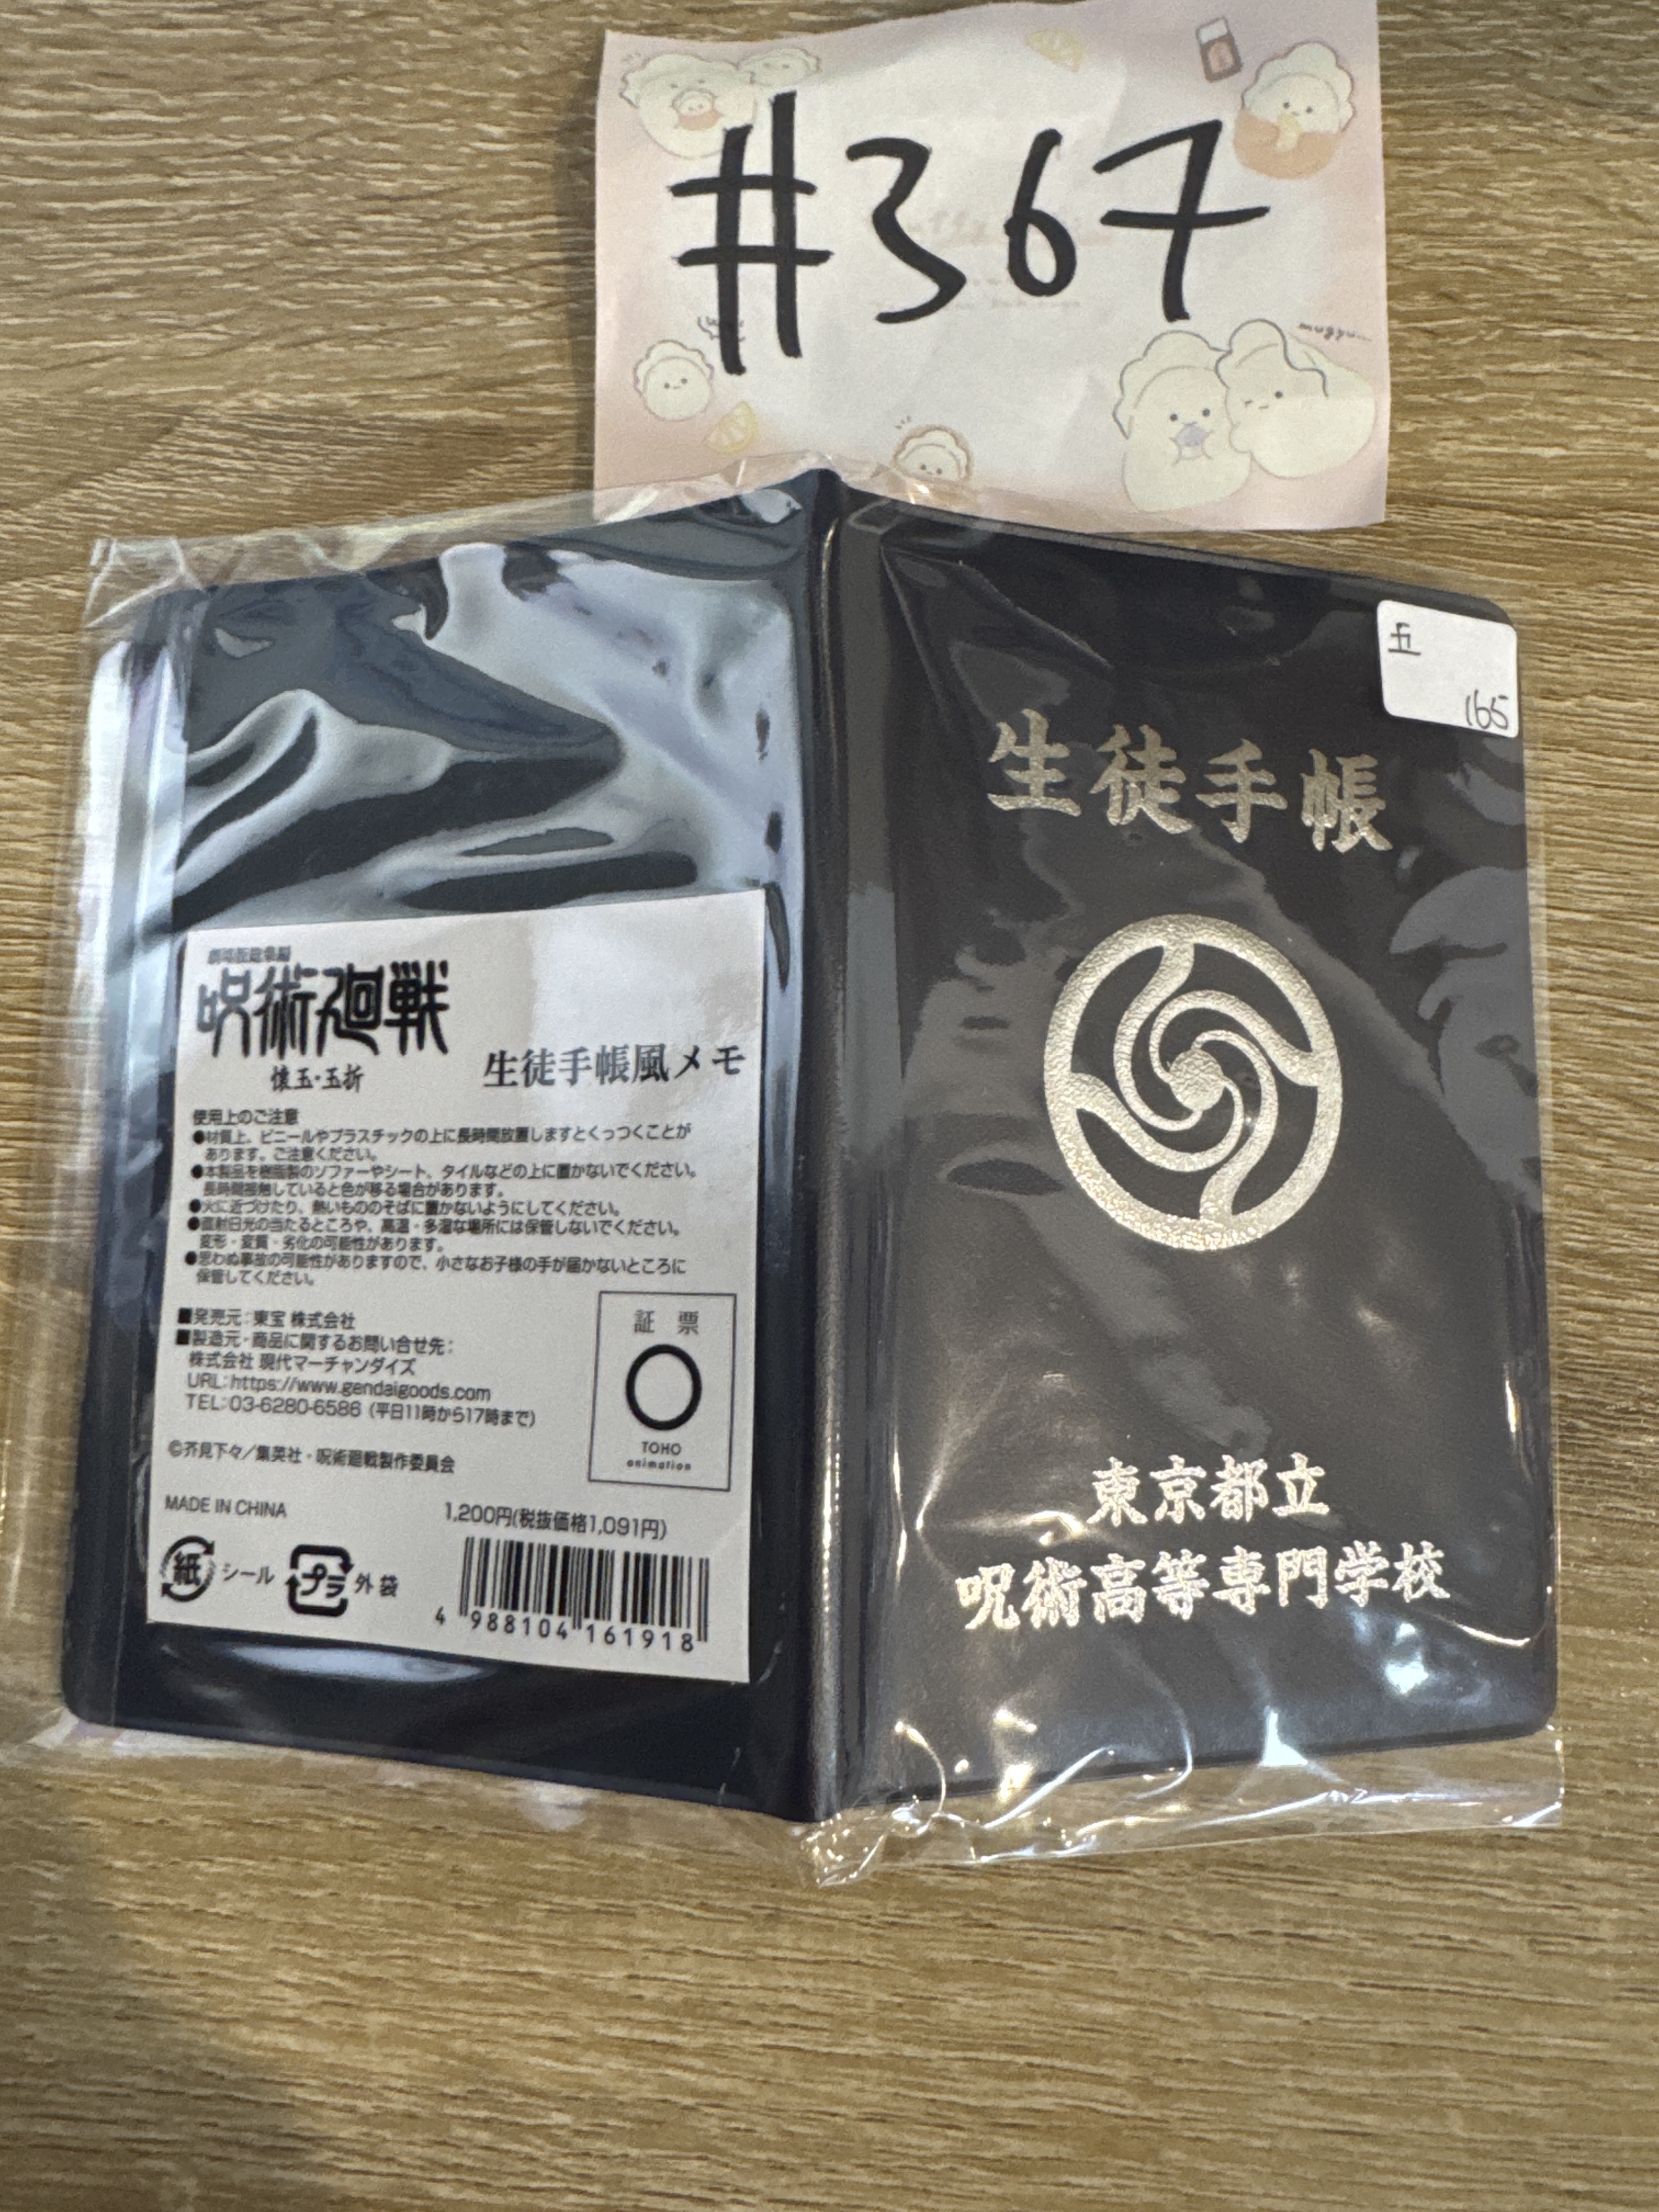 #367
mugyu...
五
165
生徒手帳
東京都立
呪術高等専門学校
劇場版総集編
呪術廻戦
懐玉・玉折
生徒手帳風メモ
使用上のご注意
●材質上、ビニールやプラスチックの上に長時間放置しますとくっつくことが
あります。ご注意ください。
●本製品を樹脂製のソファーやシート、タイルなどの上に置かないでください。
長時間接触していると色が移る場合があります。
●火に近づけたり、熱いもののそばに置かないようにしてください。
●直射日光の当たるところや、高温・多湿な場所には保管しないでください。
変形・変質・劣化の可能性があります。
●思わぬ事故の可能性がありますので、小さなお子様の手が届かないところに
保管してください。
■発売元：東宝 株式会社
■製造元・商品に関するお問い合せ先：
株式会社 現代マーチャンダイズ
URL：https://www.gendaigoods.com
TEL：03-6280-6586（平日11時から17時まで）
©芥見下々／集英社・呪術廻戦製作委員会
証 票
TOHO
animation
MADE IN CHINA
1,200円(税抜価格1,091円)
紙 シール プラ 外袋
4 988104 161918